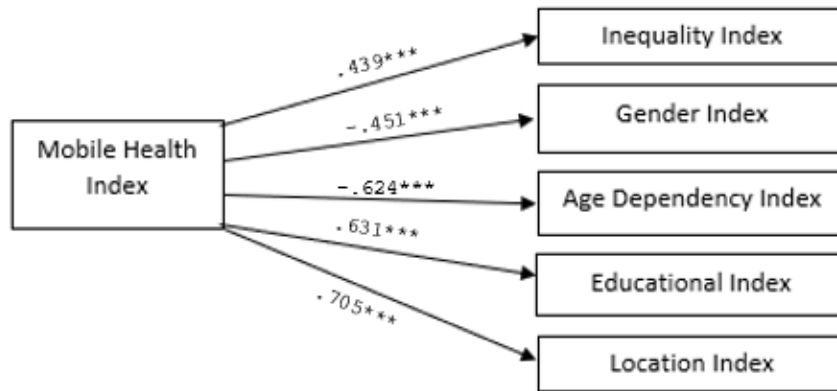 Inequality Index
.439***
Gender Index
-.451***
Mobile Health
Index
-.624***
Age Dependency Index
.631***
Educational Index
.705***
Location Index